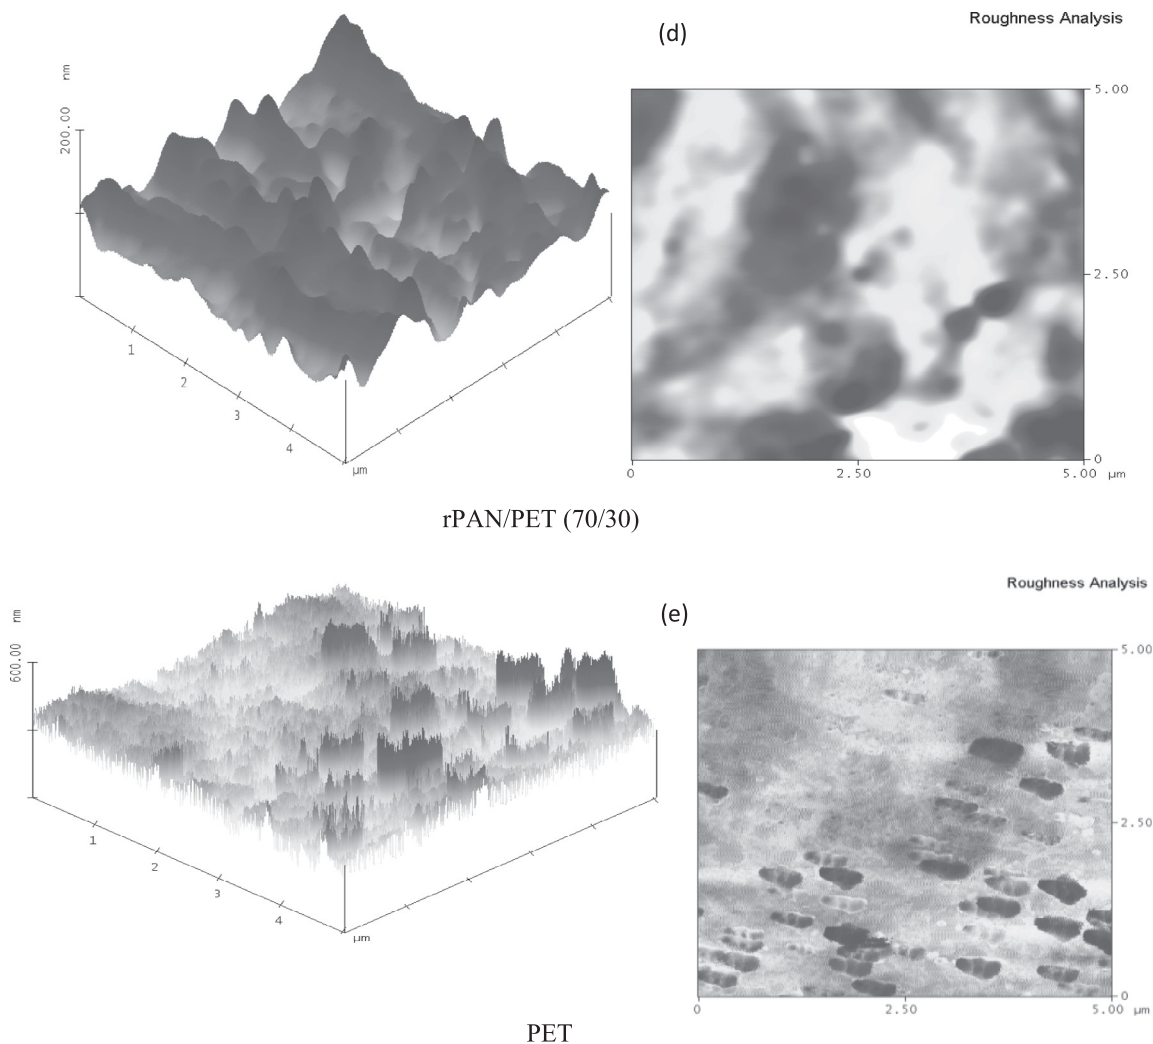 Roughness Analysis
(d)
nm
200.00
5.00
2.50
0
1
2
3
4
µm
0
2.50
5.00 µm
rPAN/PET (70/30)
Roughness Analysis
(e)
nm
600.00
5.00
2.50
0
1
2
3
4
µm
0
2.50
5.00 µm
PET